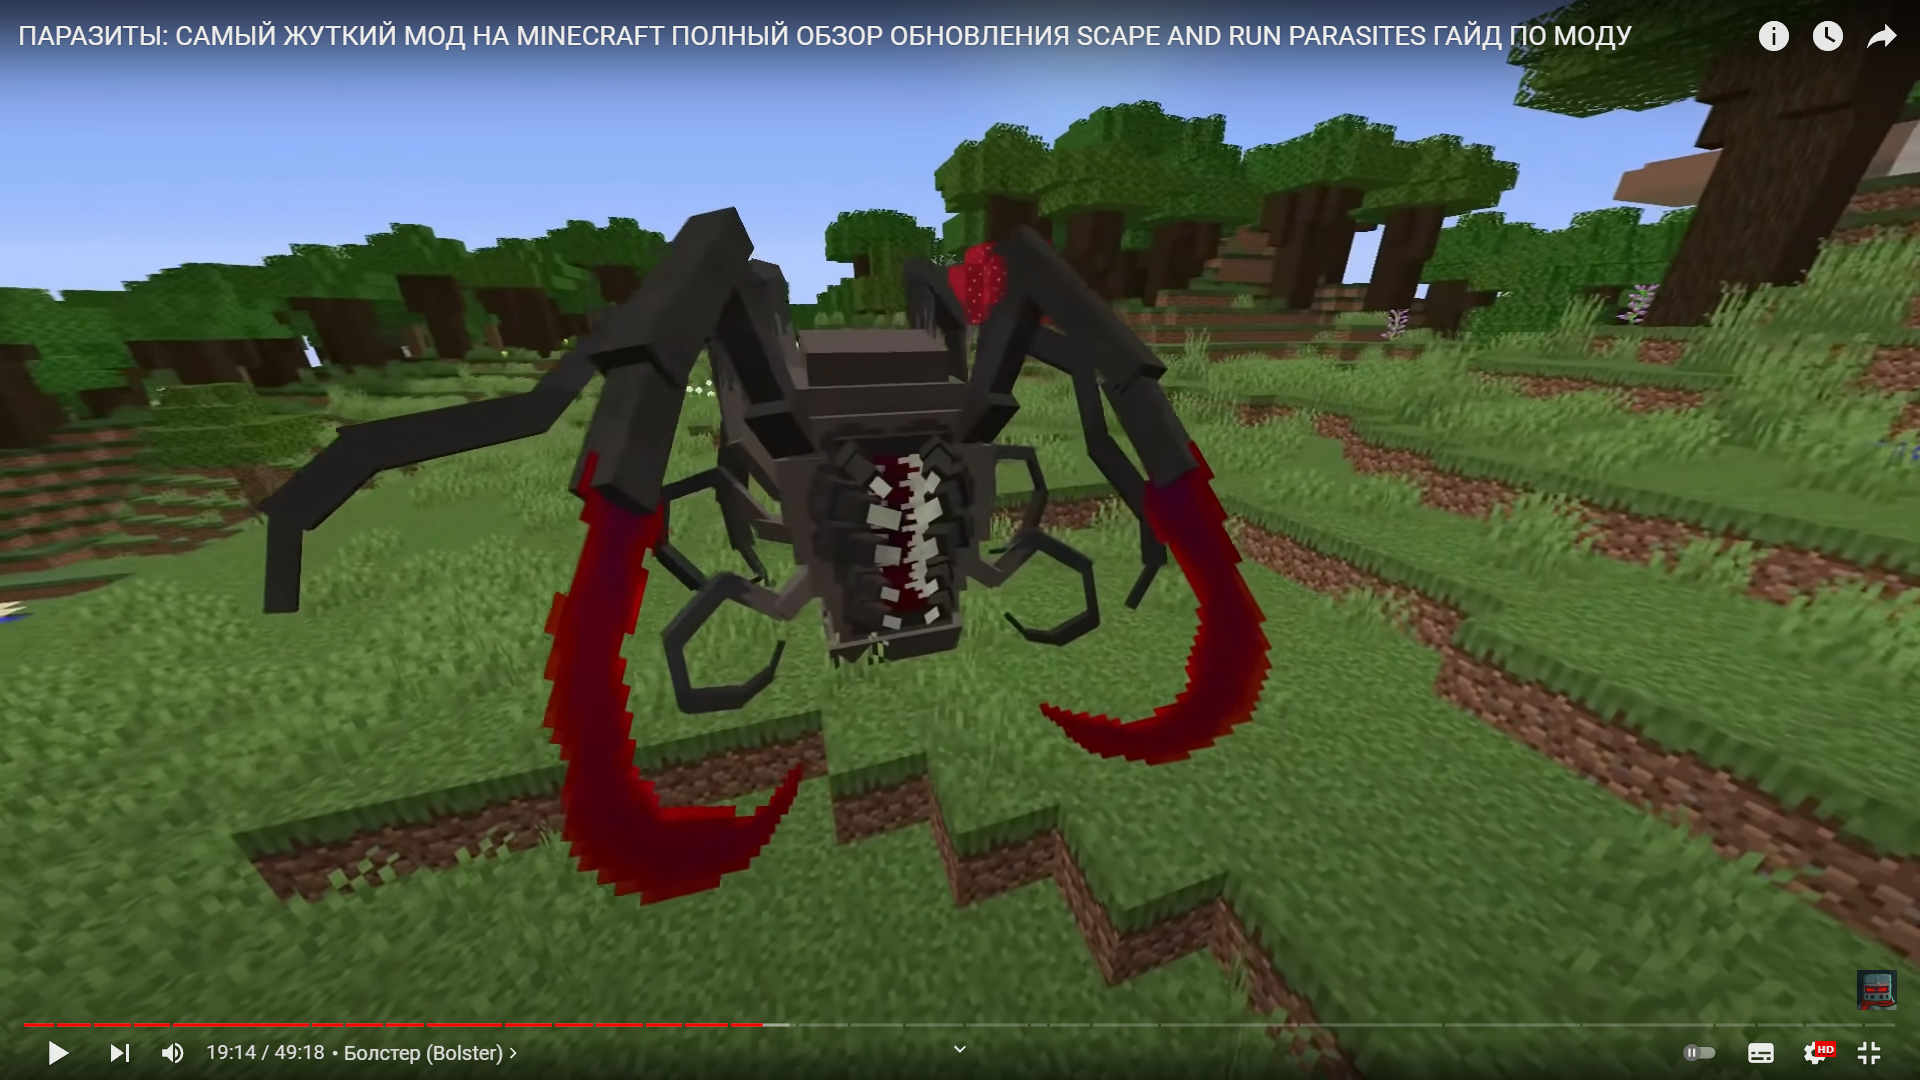 ПАРАЗИТЫ: САМЫЙ ЖУТКИЙ МОД НА MINECRAFT ПОЛНЫЙ ОБЗОР ОБНОВЛЕНИЯ SCAPE AND RUN PARASITES ГАЙД ПО МОДУ
19:14 / 49:18 • Болстер (Bolster)
HD